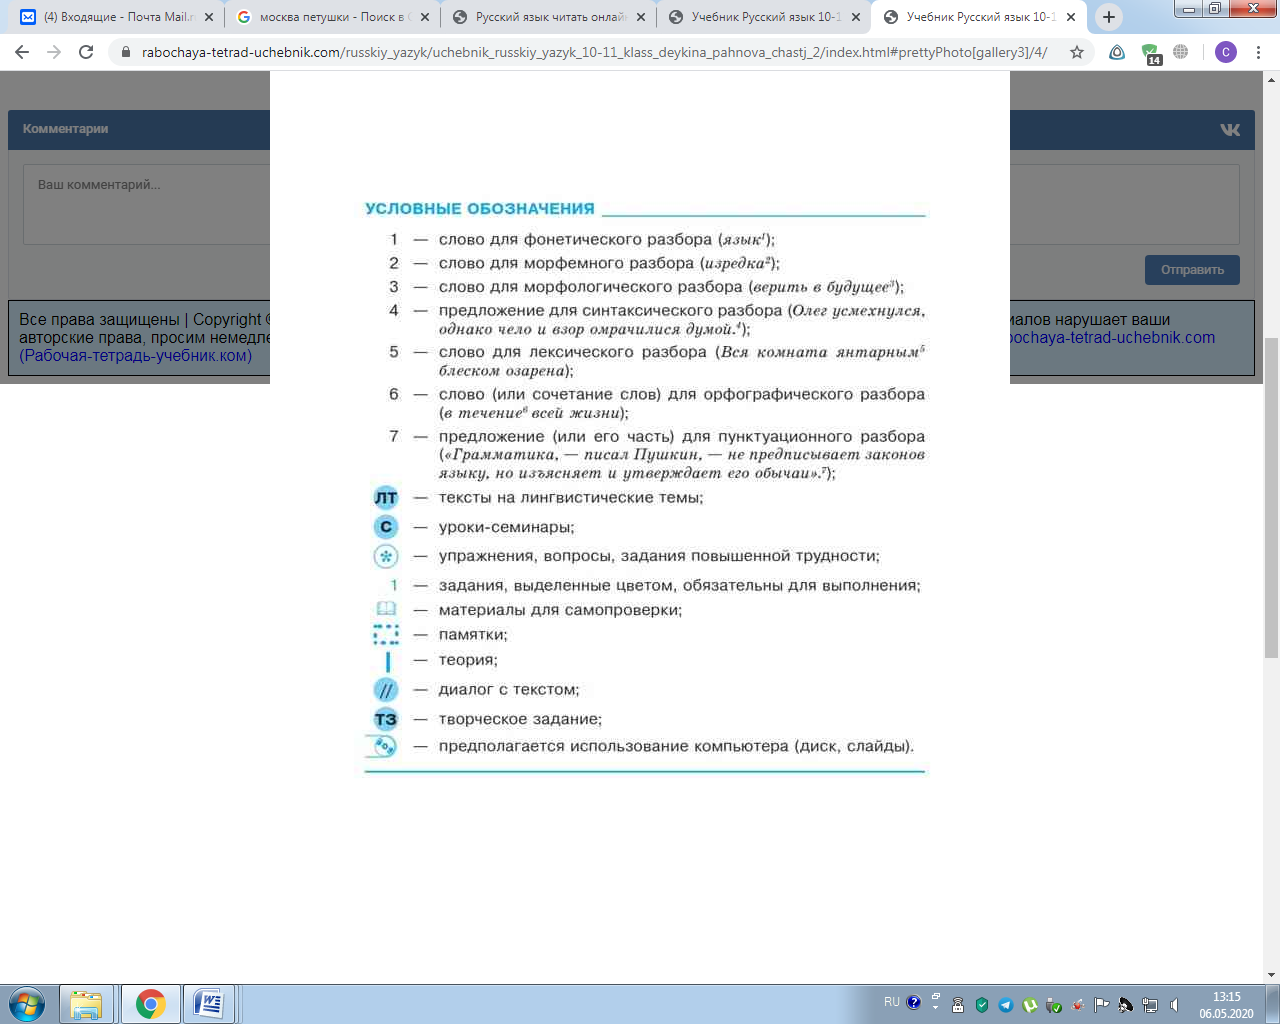 (4) Входящие - Почта Mail.r
москва петушки - Поиск в G
Русский язык читать онлай
Учебник Русский язык 10-1
Учебник Русский язык 10-1
rabochaya-tetrad-uchebnik.com/russkiy_yazyk/uchebnik_russkiy_yazyk_10-11_klass_deykina_pahnova_chastj_2/index.html#prettyPhoto[gallery3]/4/
14
C
Комментарии
Ваш комментарий...
Отправить
Все права защищены | Copyright ©
авторские права, просим немедле
(Рабочая-тетрадь-учебник.ком)
иалов нарушает ваши
bochaya-tetrad-uchebnik.com
УСЛОВНЫЕ ОБОЗНАЧЕНИЯ
1 — слово для фонетического разбора (язык¹);
2 — слово для морфемного разбора (изредка²);
3 — слово для морфологического разбора (верить в будущее³);
4 — предложение для синтаксического разбора (Олег усмехнулся,
однако чело и взор омрачилися думой.⁴);
5 — слово для лексического разбора (Вся комната янтарным⁵
блеском озарена);
6 — слово (или сочетание слов) для орфографического разбора
(в течение⁶ всей жизни);
7 — предложение (или его часть) для пунктуационного разбора
(«Грамматика, — писал Пушкин, — не предписывает законов
языку, но изъясняет и утверждает его обычаи».⁷);
ЛТ — тексты на лингвистические темы;
С — уроки-семинары;
* — упражнения, вопросы, задания повышенной трудности;
1 — задания, выделенные цветом, обязательны для выполнения;
— материалы для самопроверки;
— памятки;
— теория;
// — диалог с текстом;
ТЗ — творческое задание;
— предполагается использование компьютера (диск, слайды).
RU
13:15
06.05.2020